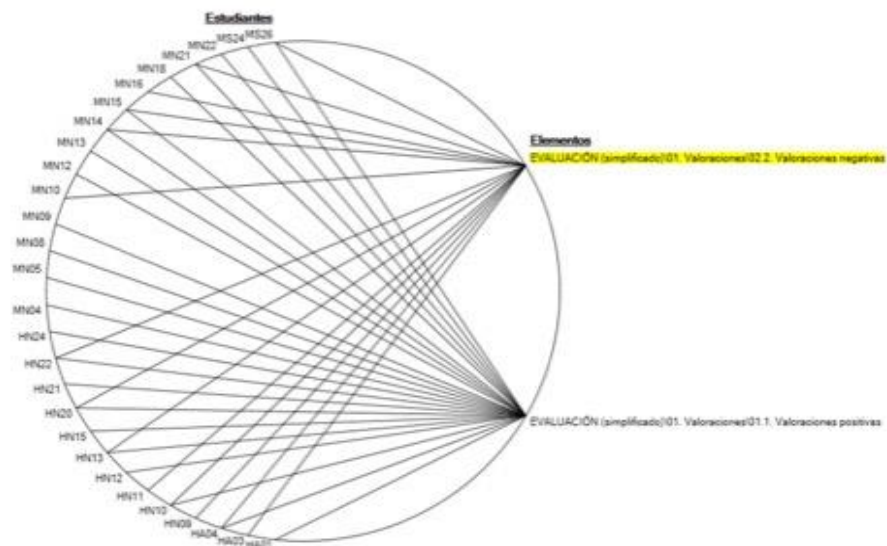 Estudiantes
MS26
MS24
MN22
MN21
MN18
MN16
MN15
MN14
MN13
MN12
MN10
MN09
MN08
MN05
MN04
HN24
HN22
HN21
HN20
HN15
HN13
HN12
HN11
HN10
HN09
HA04
HA03
Elementos
EVALUACIÓN (simplificado)\01. Valoraciones\02.2. Valoraciones negativas
EVALUACIÓN (simplificado)\01. Valoraciones\01.1. Valoraciones positivas